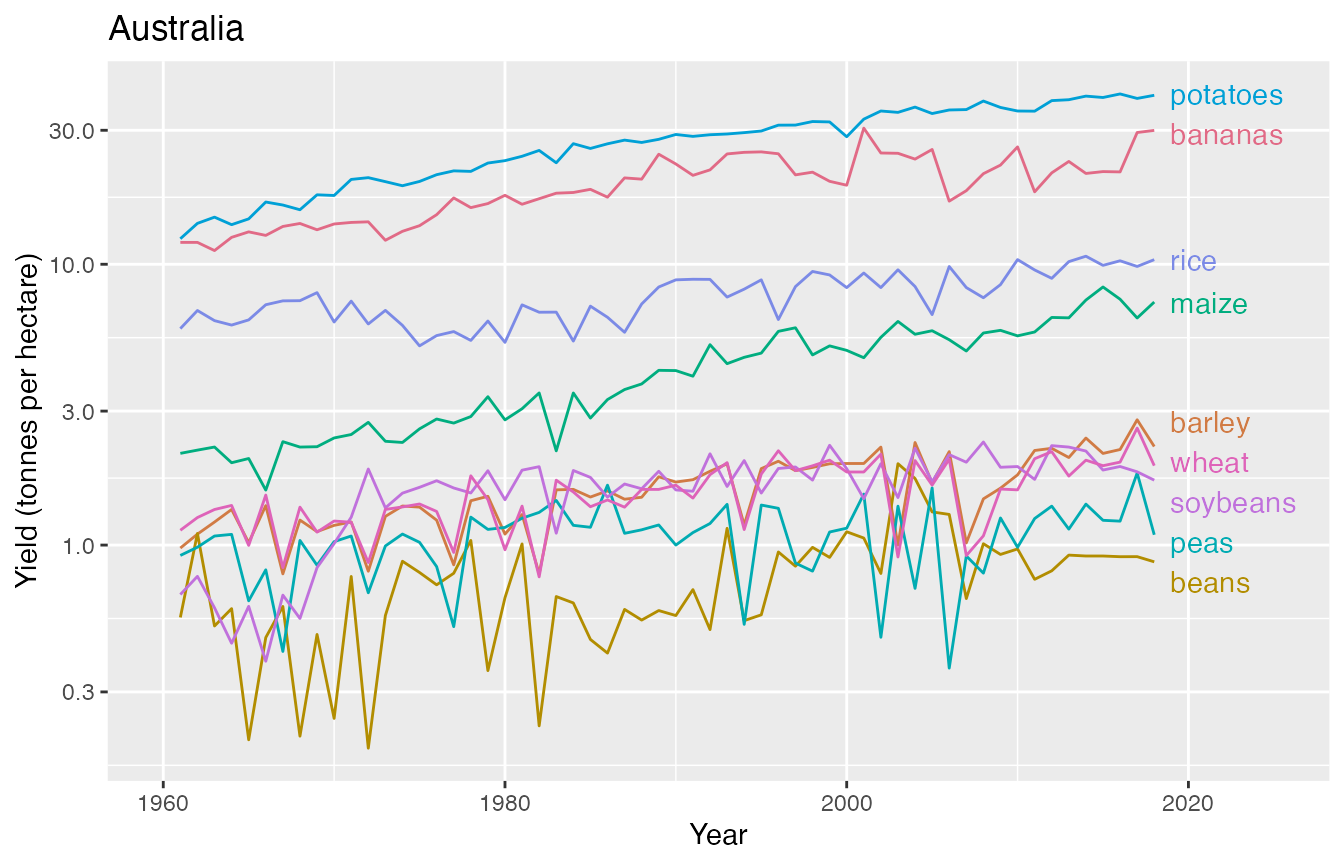 Australia
Yield (tonnes per hectare)
30.0
10.0
3.0
1.0
0.3
potatoes
bananas
rice
maize
barley
wheat
soybeans
peas
beans
1960
1980
2000
2020
Year